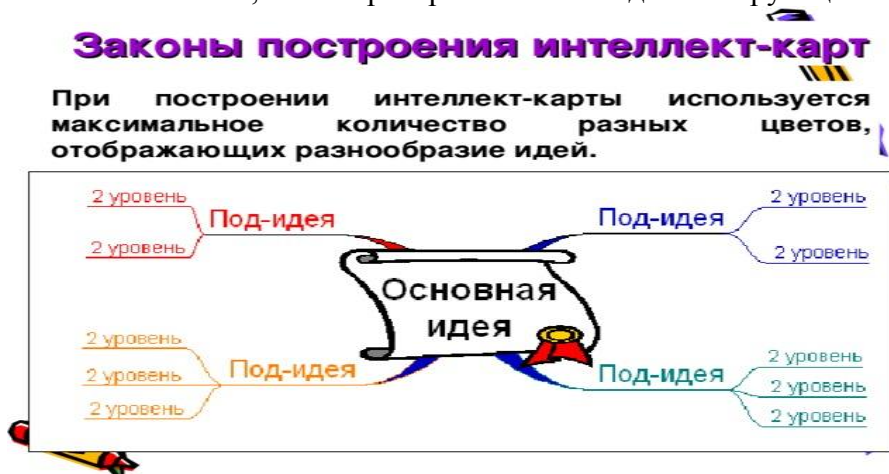 Законы построения интеллект-карт
При построении интеллект-карты используется
максимальное количество разных цветов,
отображающих разнообразие идей.
2 уровень
Под-идея
2 уровень
Под-идея
2 уровень
2 уровень
Основная
идея
2 уровень
2 уровень
2 уровень
Под-идея
Под-идея
2 уровень
2 уровень
2 уровень